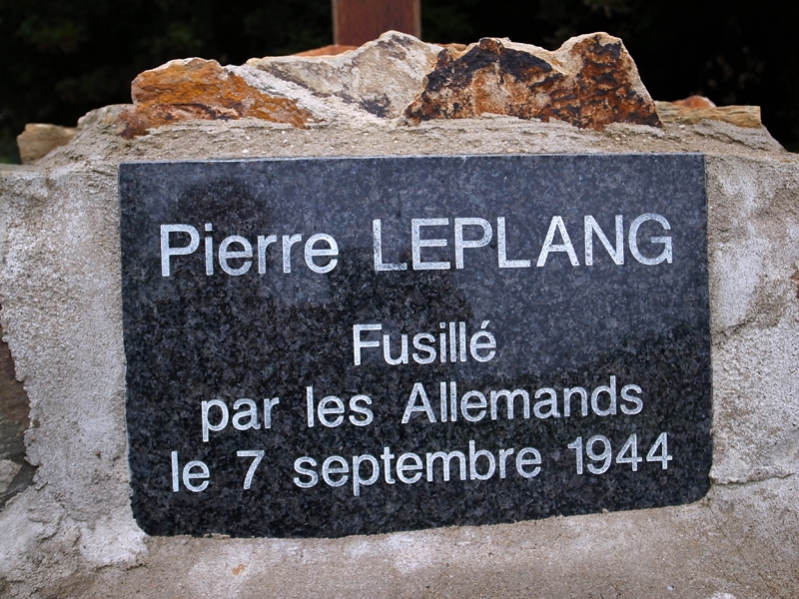 Pierre LEPLANG
Fusillé
par les Allemands
le 7 septembre 1944